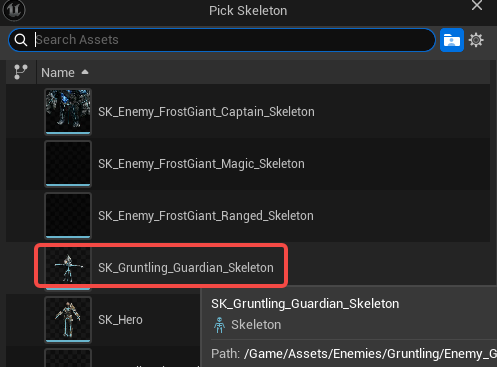 Pick Skeleton
Search Assets
Name
SK_Enemy_FrostGiant_Captain_Skeleton
SK_Enemy_FrostGiant_Magic_Skeleton
SK_Enemy_FrostGiant_Ranged_Skeleton
SK_Gruntling_Guardian_Skeleton
SK_Gruntling_Guardian_Skeleton
Skeleton
SK_Hero
Path: /Game/Assets/Enemies/Gruntling/Enemy_G